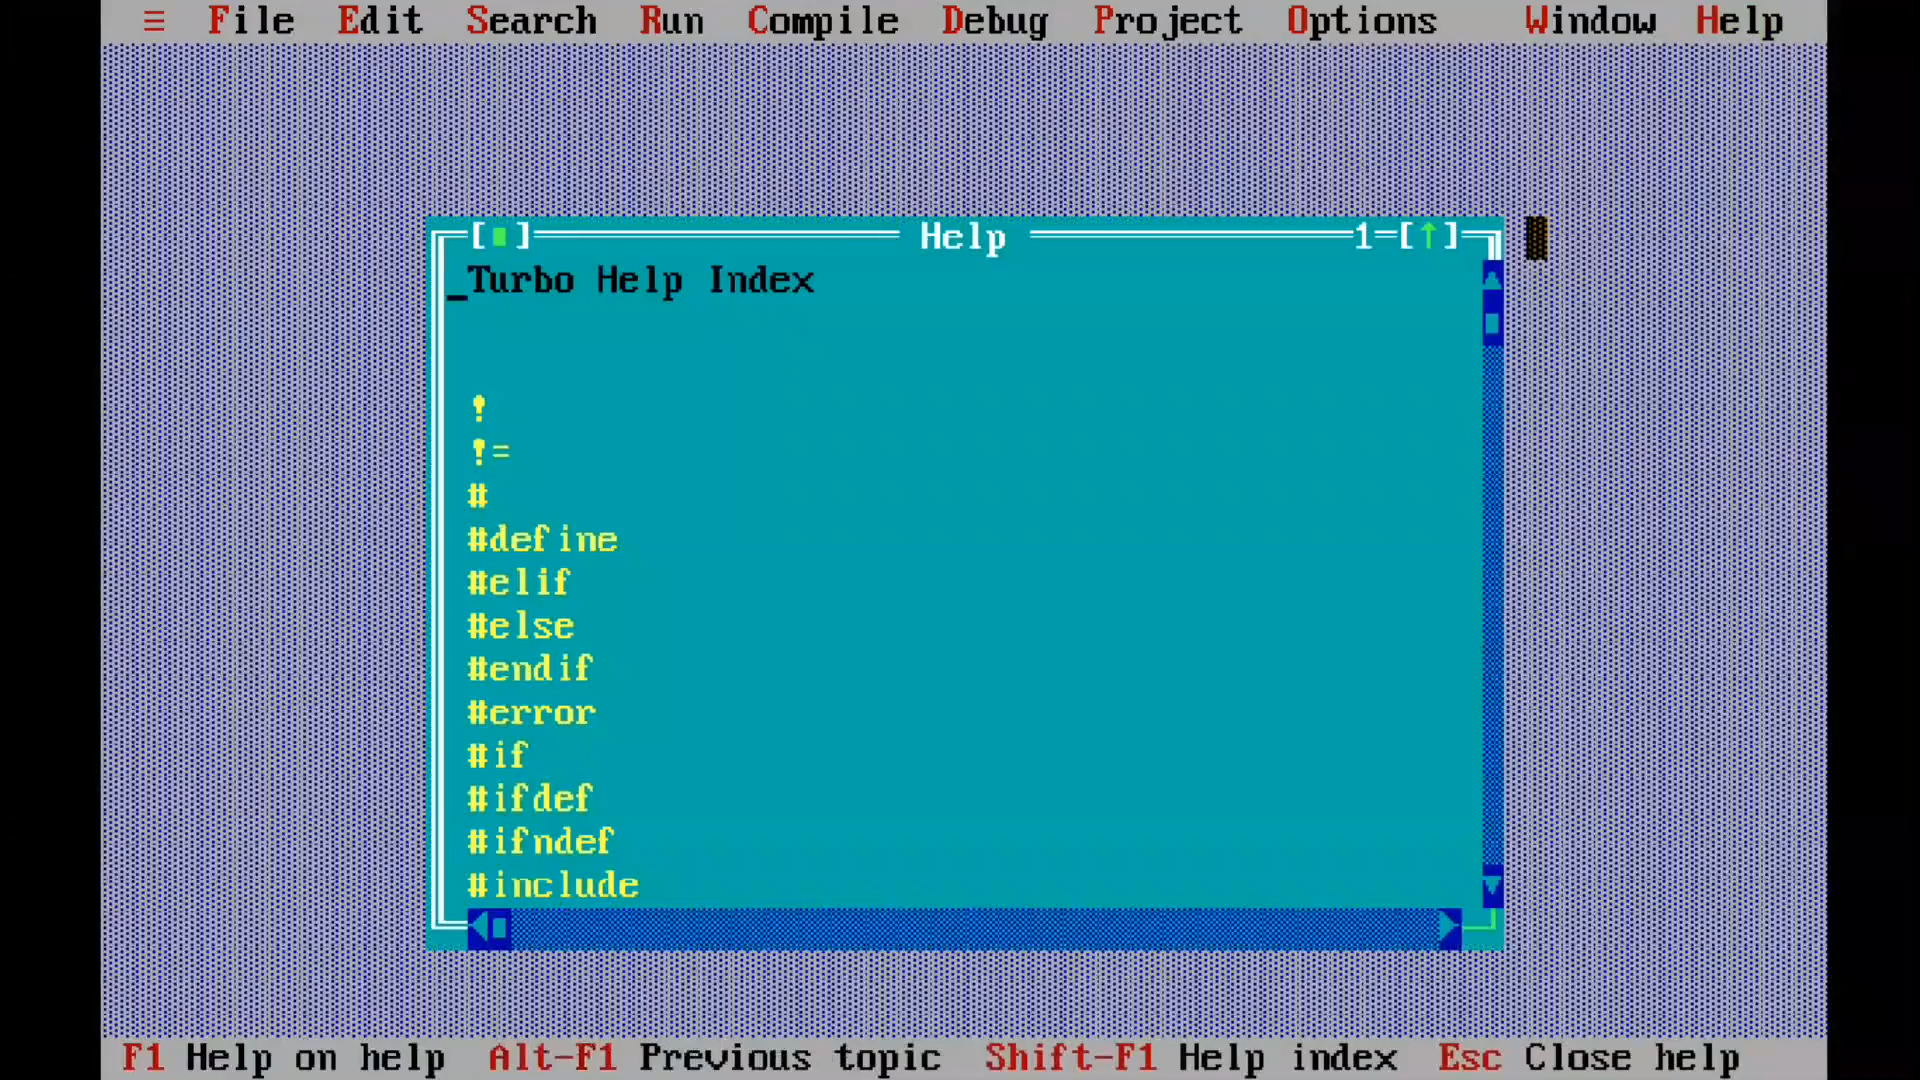 ≡ File Edit Search Run Compile Debug Project Options Window Help
[■] Help 1=[↑]
_Turbo Help Index
!
!=
#
#define
#elif
#else
#endif
#error
#if
#ifdef
#ifndef
#include
F1 Help on help Alt-F1 Previous topic Shift-F1 Help index Esc Close help